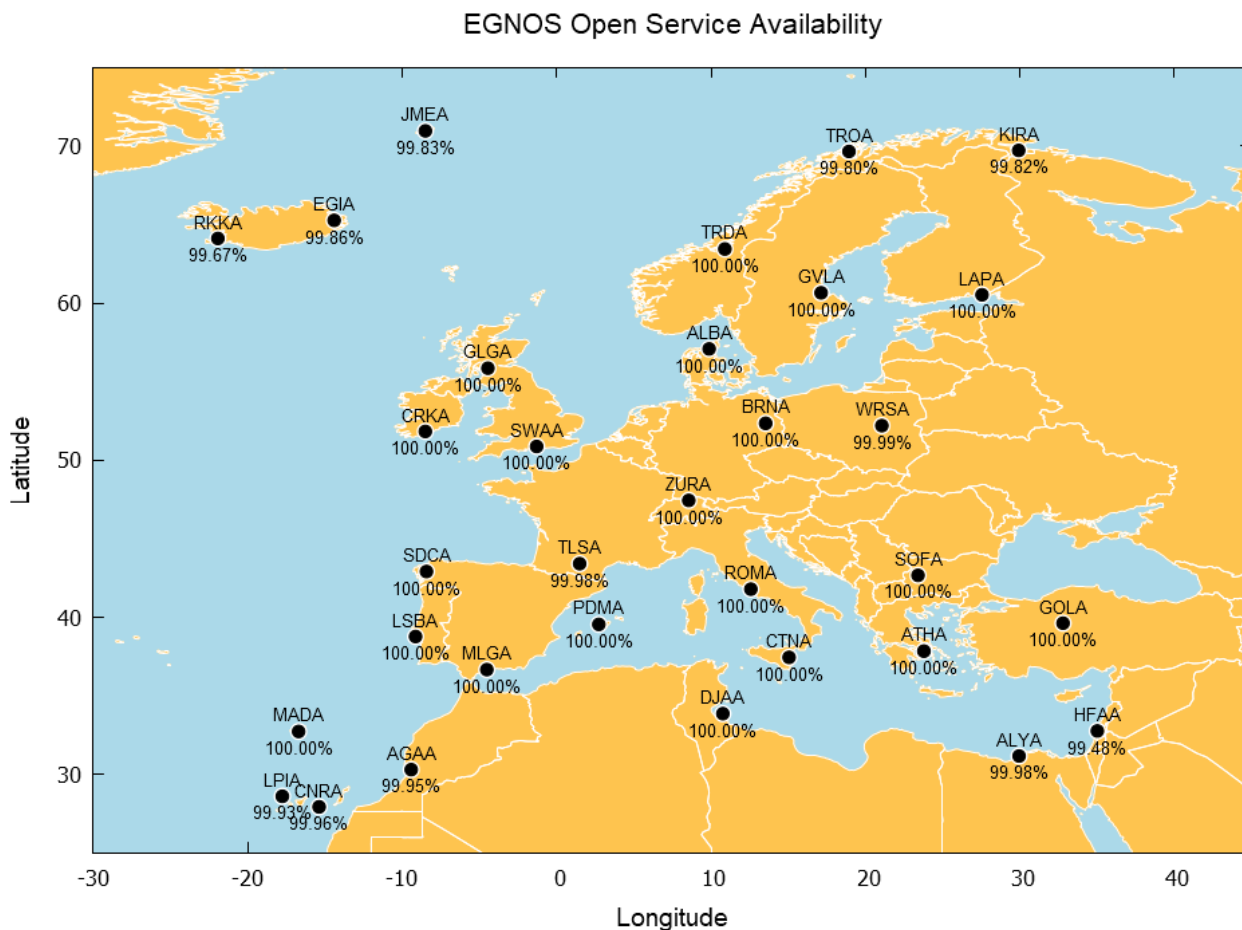 EGNOS Open Service Availability
JMEA
99.83%
TROA
99.80%
KIRA
99.82%
70
EGIA
99.86%
RKKA
99.67%
TRDA
100.00%
GVLA
100.00%
LAPA
100.00%
60
ALBA
100.00%
GLGA
100.00%
CRKA
100.00%
SWAA
100.00%
BRNA
100.00%
WRSA
99.99%
50
Latitude
ZURA
100.00%
SDCA
100.00%
TLSA
99.98%
ROMA
100.00%
SOFA
100.00%
40
LSBA
100.00%
PDMA
100.00%
GOLA
100.00%
MLGA
100.00%
CTNA
100.00%
ATHA
100.00%
MADA
100.00%
DJAA
100.00%
HFAA
99.48%
30
AGAA
99.95%
ALYA
99.98%
LPIA
99.93%
CNRA
99.96%
-30 -20 -10 0 10 20 30 40
Longitude